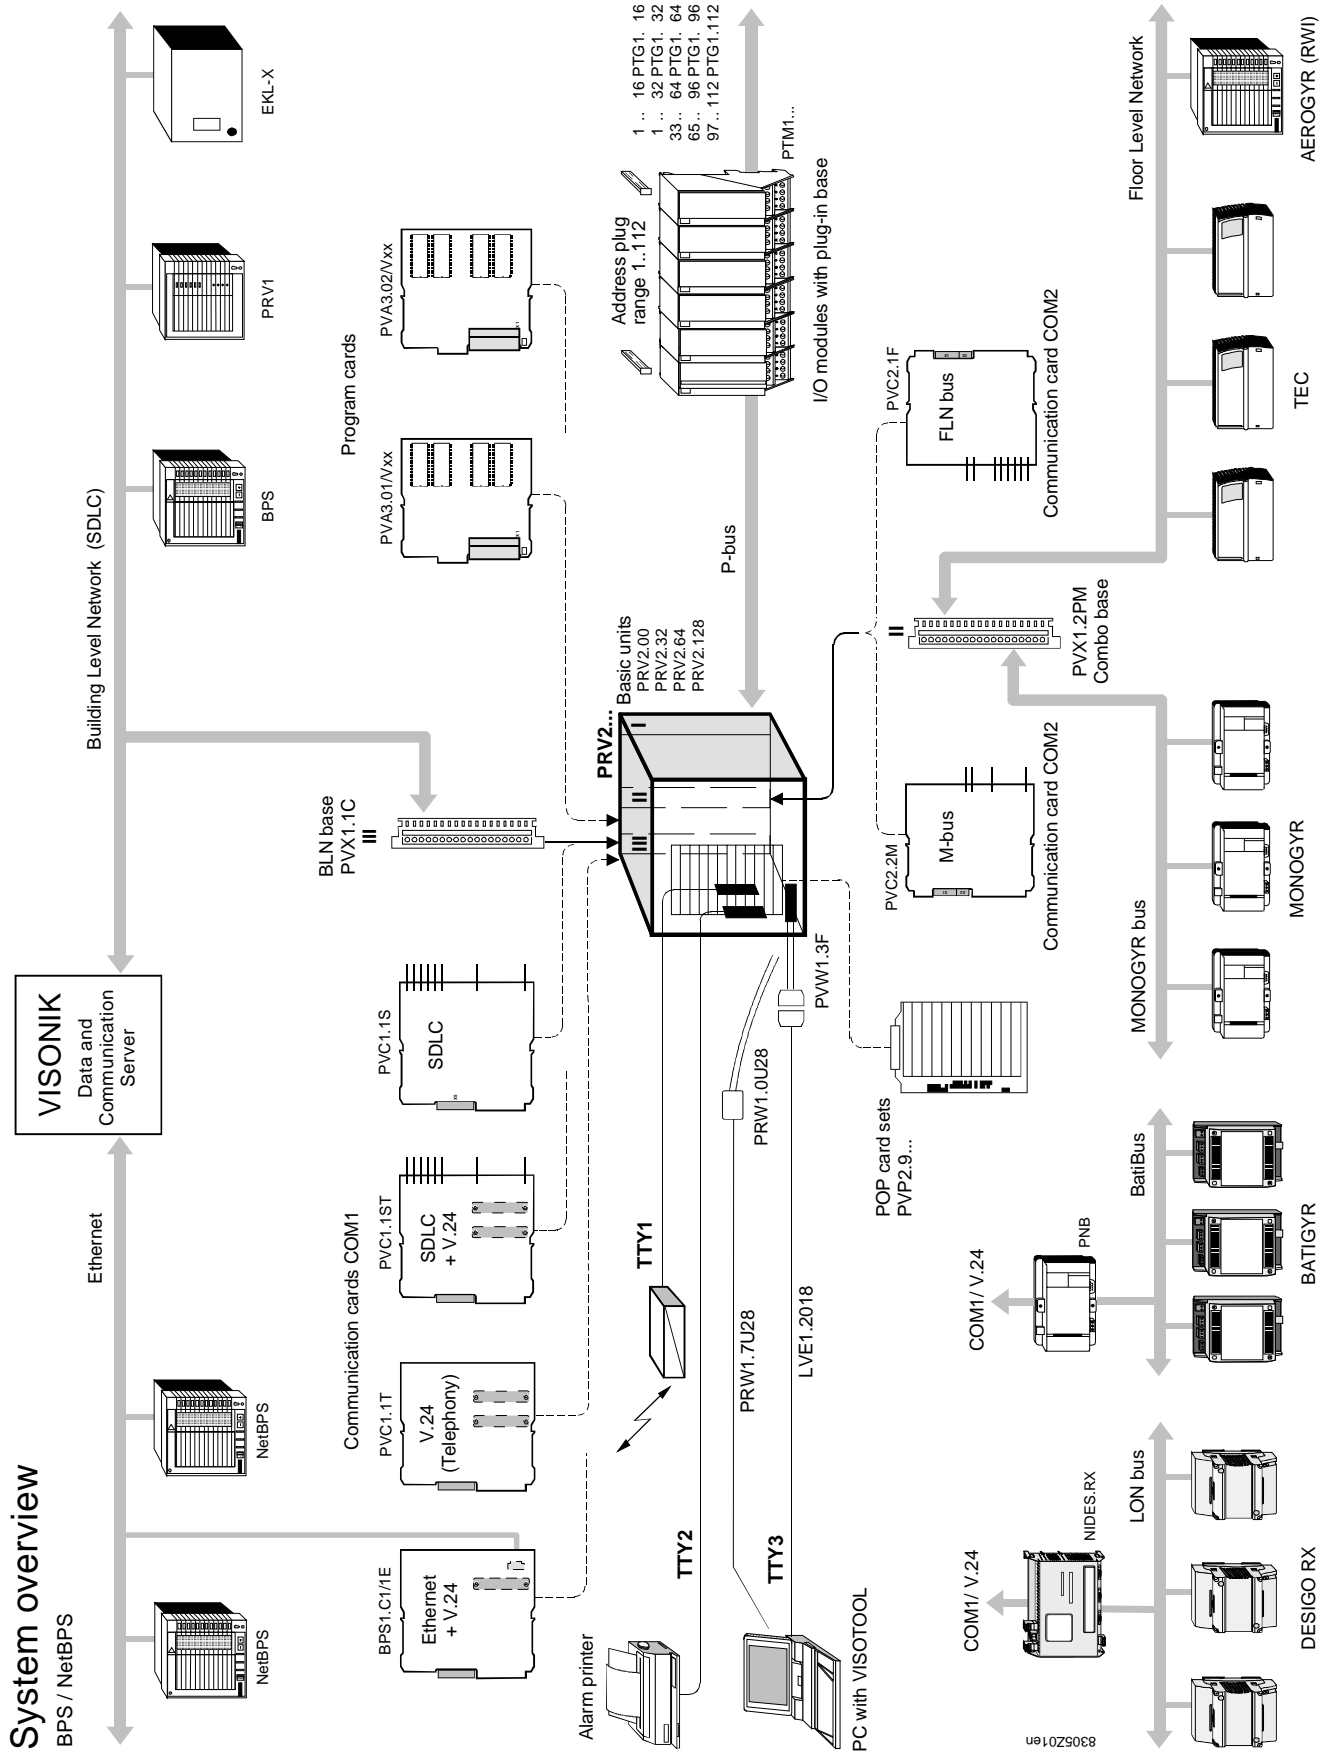 System overview
BPS / NetBPS
NetBPS
NetBPS
Ethernet
VISONIK
Data and
Communication
Server
Building Level Network (SDLC)
BPS
PRV1
EKL-X
BPS1.C1/1E
Ethernet
+ V.24
Communication cards COM1
PVC1.1T
V.24
(Telephony)
PVC1.1ST
SDLC
+ V.24
PVC1.1S
SDLC
BLN base
PVX1.1C
III
Program cards
PVA3.01/Vxx
PVA3.02/Vxx
Alarm printer
TTY1
TTY2
TTY3
PC with VISOTOOL
PRW1.7U28
PRW1.0U28
LVE1.2018
PVW1.3F
PRV2...
III
II
I
Basic units
PRV2.00
PRV2.32
PRV2.64
PRV2.128
P-bus
Address plug
range 1..112
1 .. 16 PTG1. 16
1 .. 32 PTG1. 32
33.. 64 PTG1. 64
65.. 96 PTG1. 96
97.. 112 PTG1.112
PTM1...
I/O modules with plug-in base
POP card sets
PVP2.9...
PVC2.2M
M-bus
Communication card COM2
II
PVX1.2PM
Combo base
PVC2.1F
FLN bus
Communication card COM2
COM1/ V.24
NIDES.RX
LON bus
DESIGO RX
COM1/ V.24
PNB
BatiBus
BATIGYR
MONOGYR bus
MONOGYR
Floor Level Network
TEC
AEROGYR (RWI)
8305Z01en